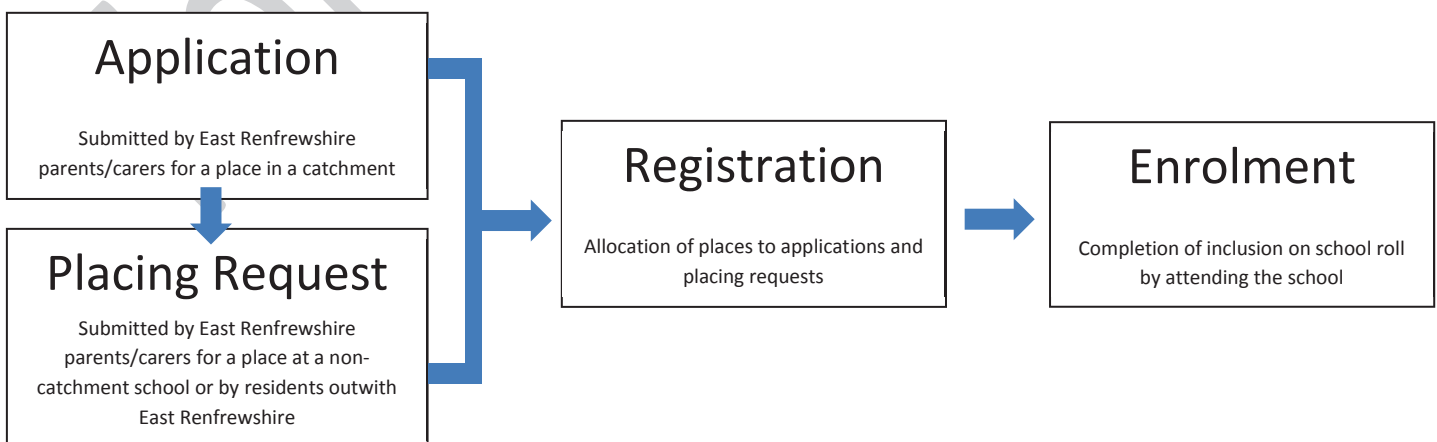 Application
Submitted by East Renfrewshire
parents/carers for a place in a catchment
Placing Request
Submitted by East Renfrewshire
parents/carers for a place at a non-
catchment school or by residents outwith
East Renfrewshire
Registration
Allocation of places to applications and
placing requests
Enrolment
Completion of inclusion on school roll
by attending the school